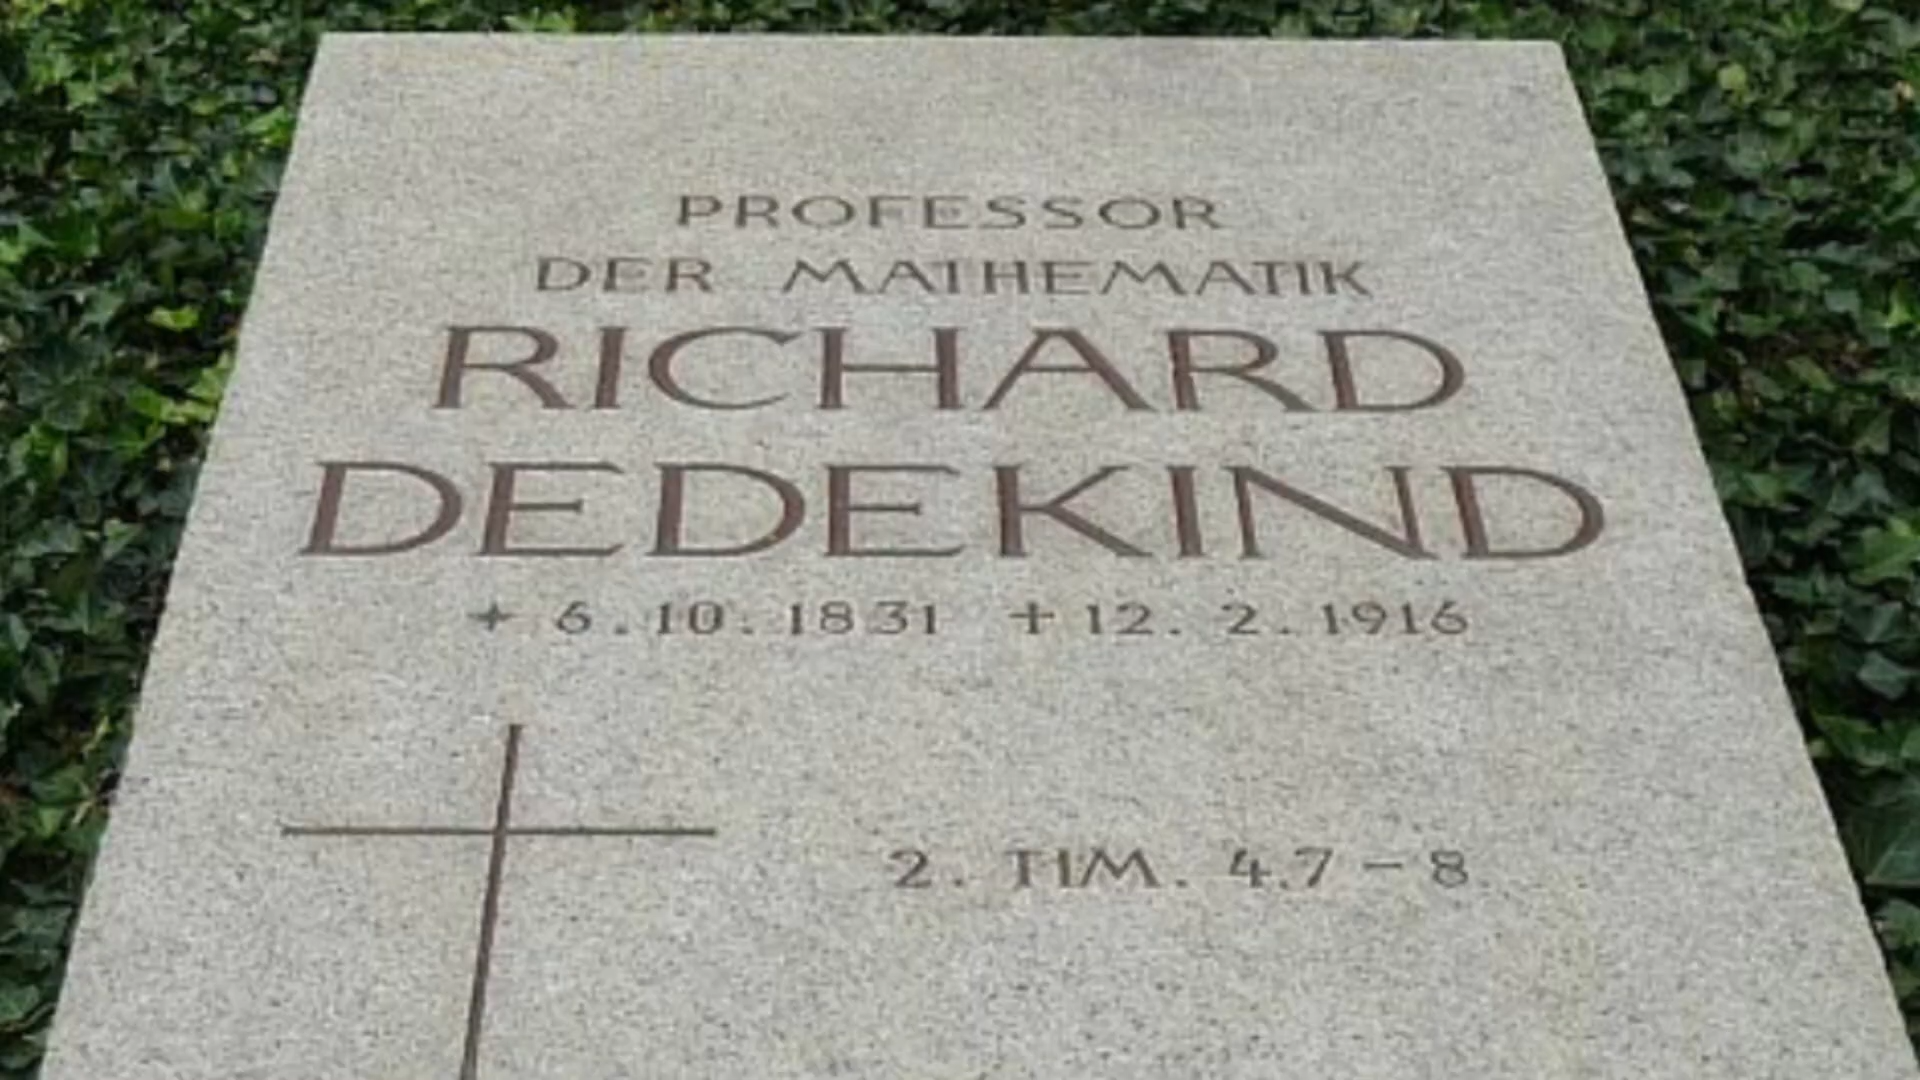 PROFESSOR
DER MATHEMATIK
RICHARD
DEDEKIND
+ 6.10.1831 +12.2.1916
2. TIM. 4.7-8